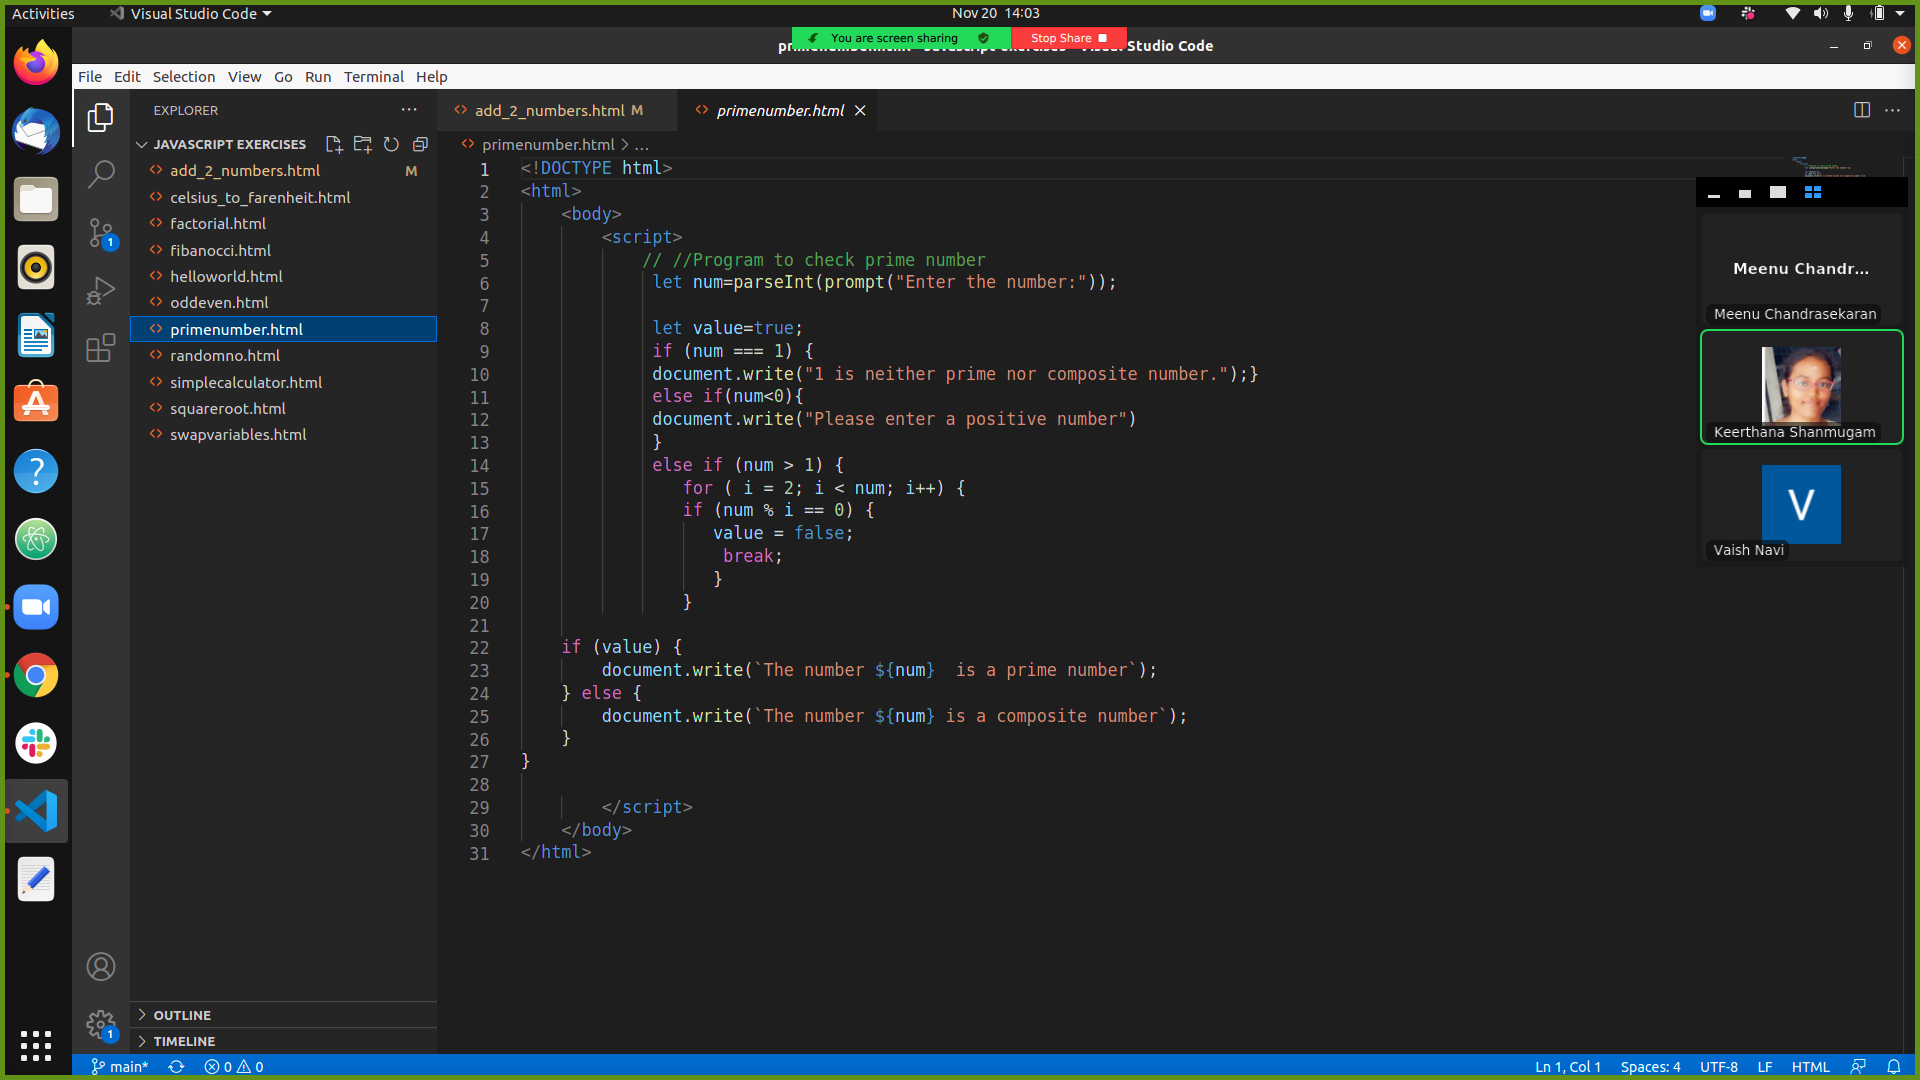 Activities
Visual Studio Code
Nov 20 14:03
You are screen sharing
Stop Share
Studio Code
File Edit Selection View Go Run Terminal Help
EXPLORER
JAVASCRIPT EXERCISES
add_2_numbers.html M
celsius_to_farenheit.html
factorial.html
fibanocci.html
helloworld.html
oddeven.html
primenumber.html
randomno.html
simplecalculator.html
squareroot.html
swapvariables.html
OUTLINE
TIMELINE
1
1
add_2_numbers.html M
primenumber.html
primenumber.html > ...
1 <!DOCTYPE html>
2 <html>
3 <body>
4 <script>
5 // //Program to check prime number
6 let num=parseInt(prompt("Enter the number:"));
7
8 let value=true;
9 if (num === 1) {
10 document.write("1 is neither prime nor composite number.");}
11 else if(num<0){
12 document.write("Please enter a positive number")
13 }
14 else if (num > 1) {
15 for ( i = 2; i < num; i++) {
16 if (num % i == 0) {
17 value = false;
18 break;
19 }
20 }
21
22 if (value) {
23 document.write(`The number ${num}  is a prime number`);
24 } else {
25 document.write(`The number ${num} is a composite number`);
26 }
27 }
28
29 </script>
30 </body>
31 </html>
Meenu Chandr...
Meenu Chandrasekaran
Keerthana Shanmugam
V
Vaish Navi
main* 0 0
Ln 1, Col 1 Spaces: 4 UTF-8 LF HTML